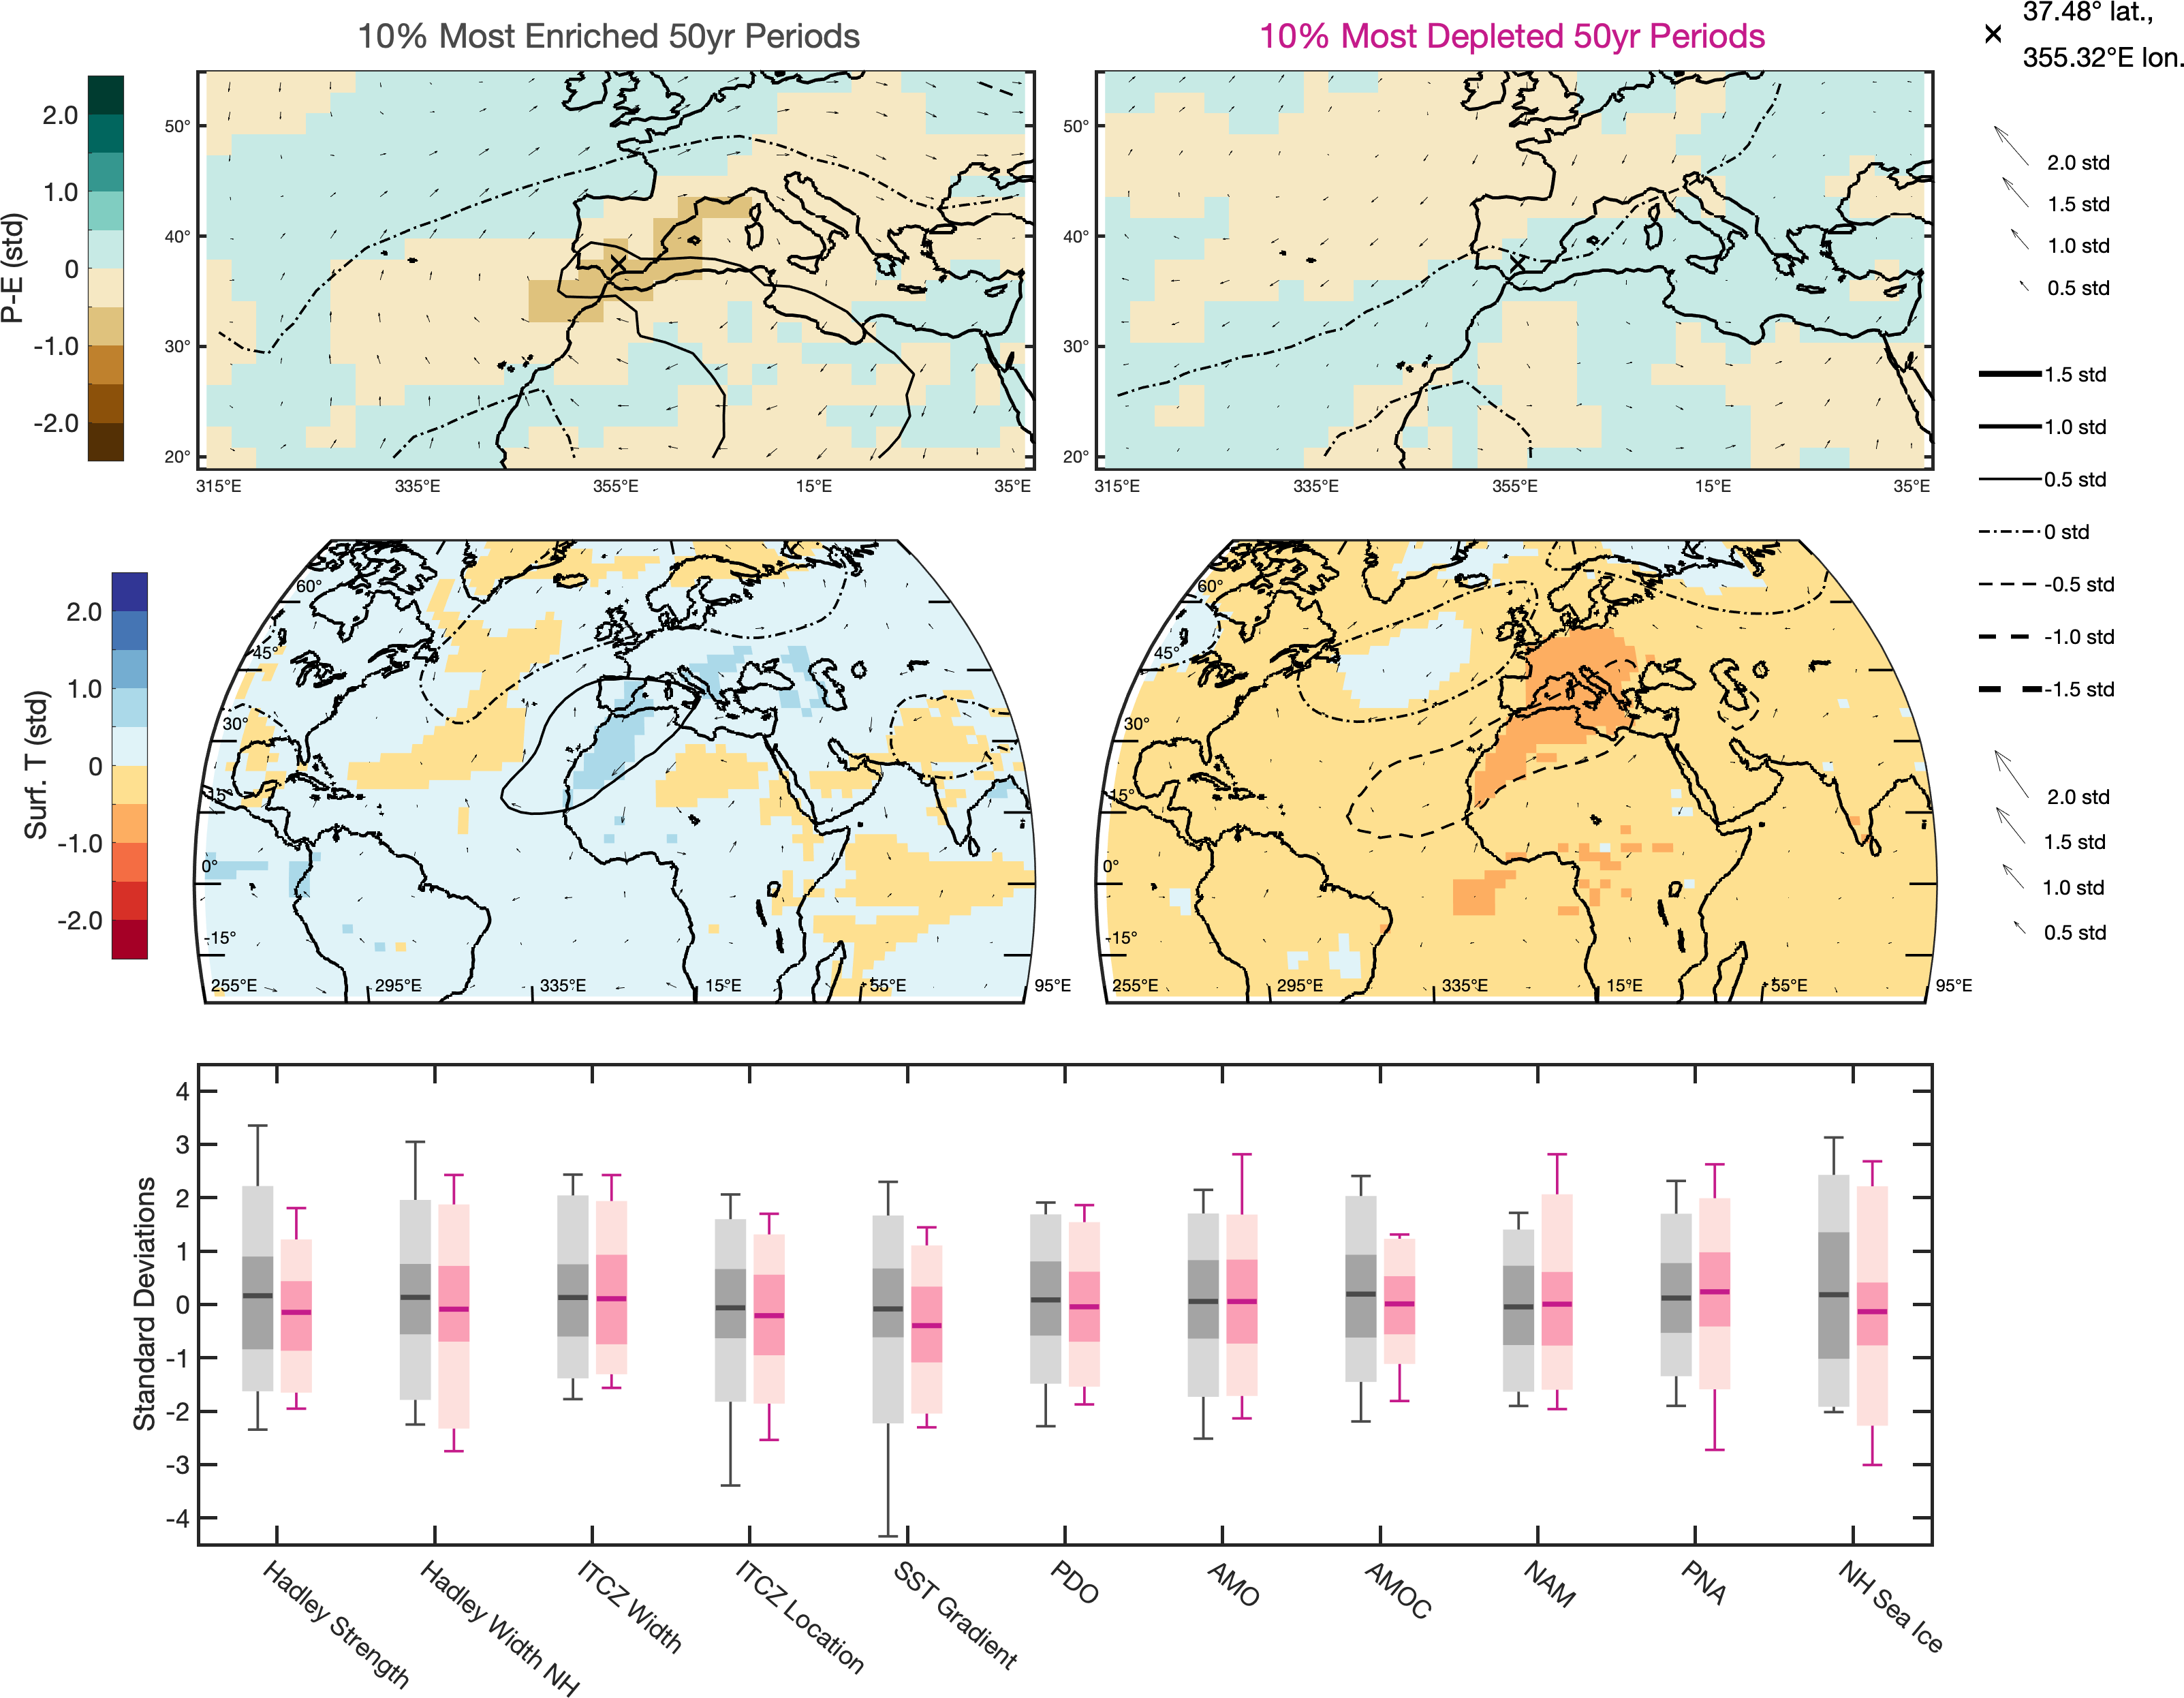 10% Most Enriched 50yr Periods
10% Most Depleted 50yr Periods
37.48° lat.,
355.32°E lon.
P-E (std)
2.0
1.0
0
-1.0
-2.0
50°
40°
30°
20°
315°E 335°E 355°E 15°E 35°E
50°
40°
30°
20°
315°E 335°E 355°E 15°E 35°E
2.0 std
1.5 std
1.0 std
0.5 std
1.5 std
1.0 std
0.5 std
0 std
-0.5 std
-1.0 std
-1.5 std
Surf. T (std)
2.0
1.0
0
-1.0
-2.0
60°
45°
30°
15°
0°
-15°
255°E 295°E 335°E 15°E 55°E 95°E
60°
45°
30°
15°
0°
-15°
255°E 295°E 335°E 15°E 55°E 95°E
2.0 std
1.5 std
1.0 std
0.5 std
Standard Deviations
4
3
2
1
0
-1
-2
-3
-4
Hadley Strength
Hadley Width NH
ITCZ Width
ITCZ Location
SST Gradient
PDO
AMO
AMOC
NAM
PNA
NH Sea Ice